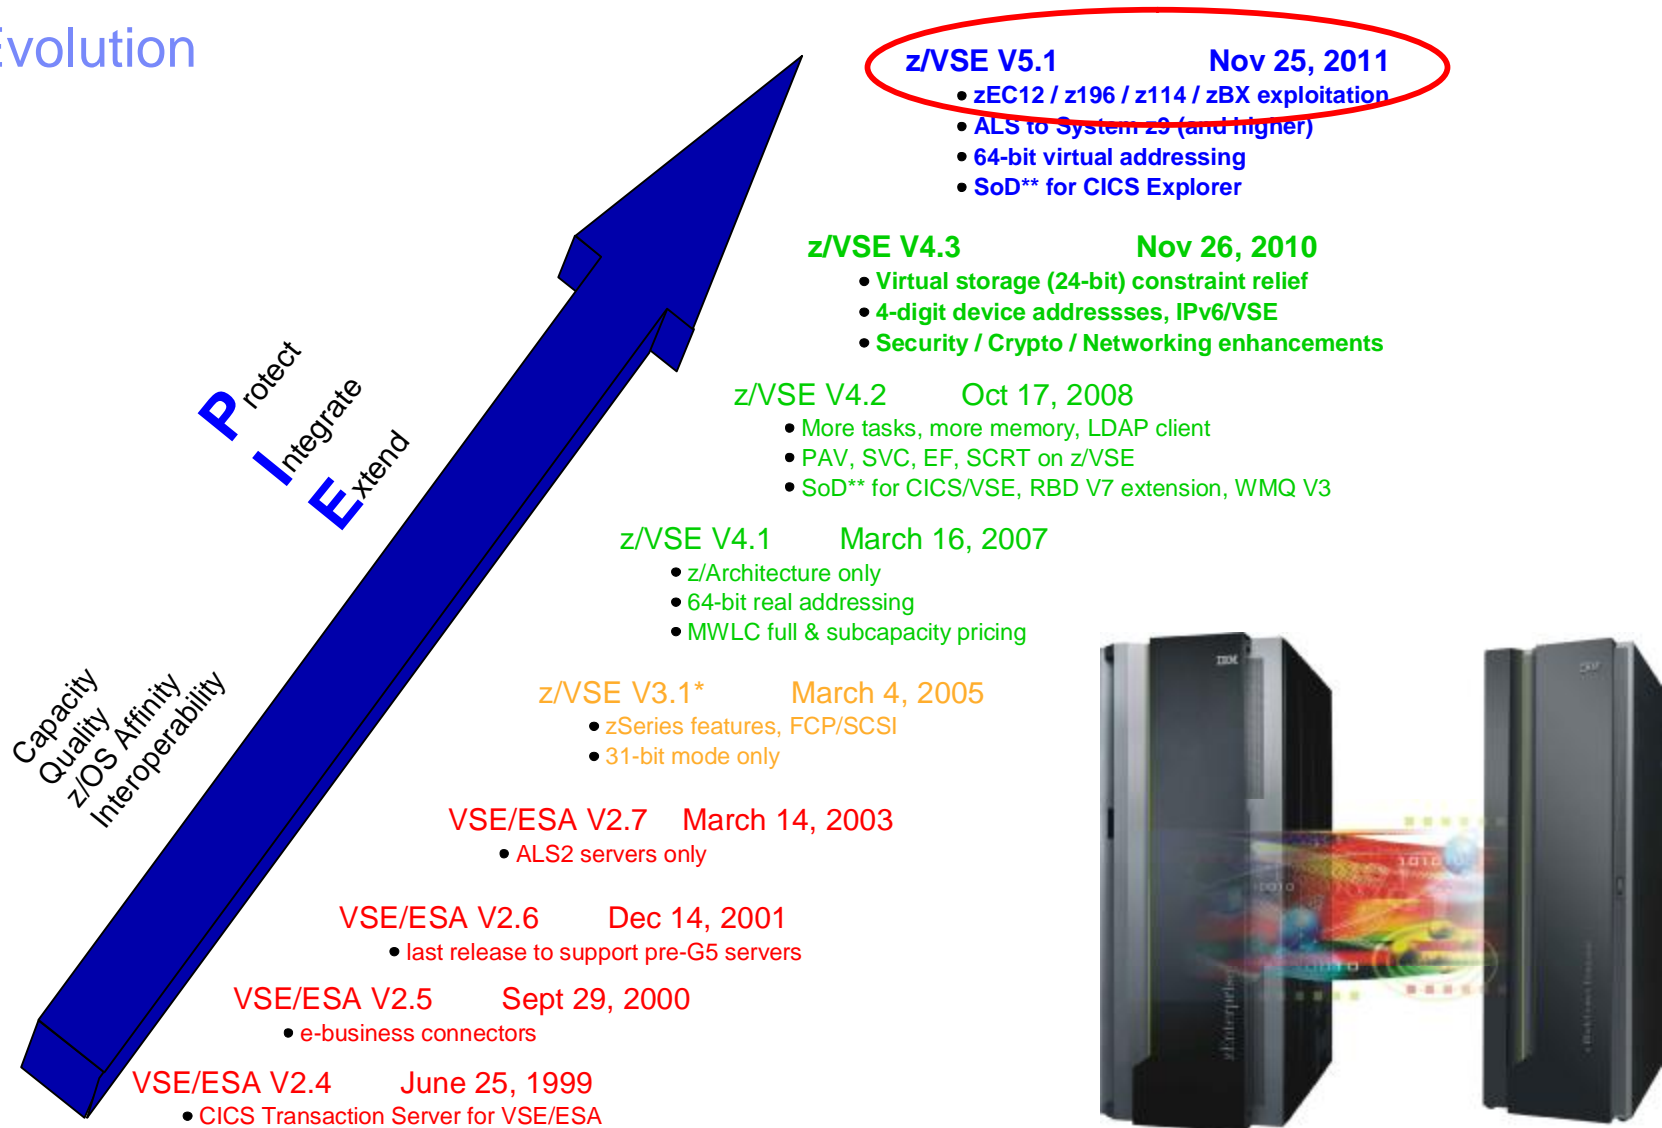 Evolution
z/VSE V5.1 Nov 25, 2011
zEC12 / z196 / z114 / zBX exploitation
ALS to System z9 (and higher)
64-bit virtual addressing
SoD** for CICS Explorer
z/VSE V4.3 Nov 26, 2010
Virtual storage (24-bit) constraint relief
4-digit device addressses, IPv6/VSE
Security / Crypto / Networking enhancements
Protect
Integrate
Extend
z/VSE V4.2 Oct 17, 2008
More tasks, more memory, LDAP client
PAV, SVC, EF, SCRT on z/VSE
SoD** for CICS/VSE, RBD V7 extension, WMQ V3
z/VSE V4.1 March 16, 2007
z/Architecture only
64-bit real addressing
MWLC full & subcapacity pricing
Capacity
Quality
z/OS Affinity
Interoperability
z/VSE V3.1* March 4, 2005
zSeries features, FCP/SCSI
31-bit mode only
VSE/ESA V2.7 March 14, 2003
ALS2 servers only
VSE/ESA V2.6 Dec 14, 2001
last release to support pre-G5 servers
VSE/ESA V2.5 Sept 29, 2000
e-business connectors
VSE/ESA V2.4 June 25, 1999
CICS Transaction Server for VSE/ESA
IBM
zEnterprise